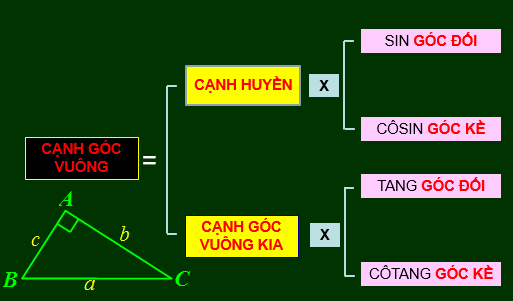 SIN GÓC ĐỐI
CẠNH HUYỀN X
CÔSIN GÓC KỀ
CẠNH GÓC
VUÔNG =
TANG GÓC ĐỐI
CẠNH GÓC
VUÔNG KIA X
CÔTANG GÓC KỀ
A
c b
B a C